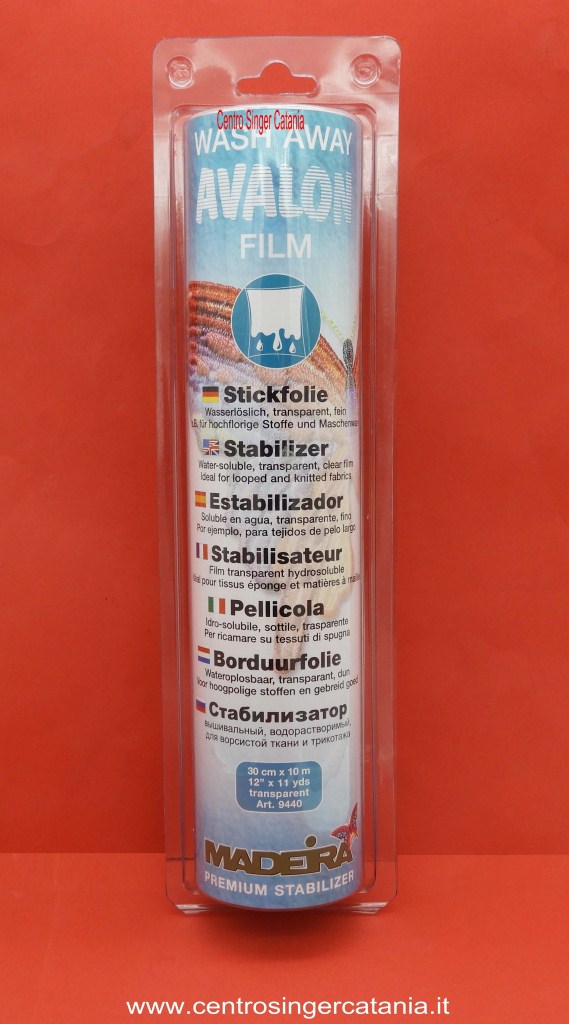 Centro Singer Catania
WASH AWAY
AVALON
FILM
Stickfolie
Wasserlöslich, transparent, fein
z.B. für hochflorige Stoffe und Maschenware
Stabilizer
Water-soluble, transparent, clear film
Ideal for looped and knitted fabrics
Estabilizador
Soluble en agua, transparente, fino
Por ejemplo, para tejidos de pelo largo
Stabilisateur
Film transparent hydrosoluble
Idéal pour tissus éponge et matières à mailles
Pellicola
Idro-solubile, sottile, trasparente
Per ricamare su tessuti di spugna
Borduurfolie
Wateroplosbaar, transparant, dun
Voor hoogpolige stoffen en gebreid goed
Стабилизатор
вышивальный, водорастворимый,
для ворсистой ткани и трикотажа
30 cm x 10 m
12" x 11 yds
transparent
Art. 9440
MADEIRA
PREMIUM STABILIZER
www.centrosingercatania.it